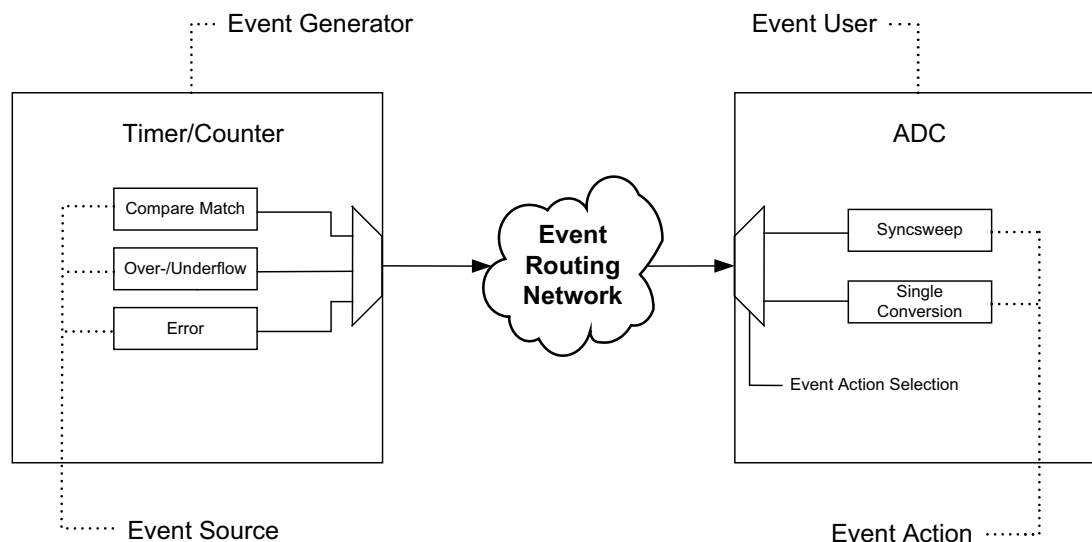 Event Generator
Event User
Timer/Counter
ADC
Compare Match
Over-/Underflow
Error
Event
Routing
Network
Syncsweep
Single
Conversion
Event Action Selection
Event Source
Event Action